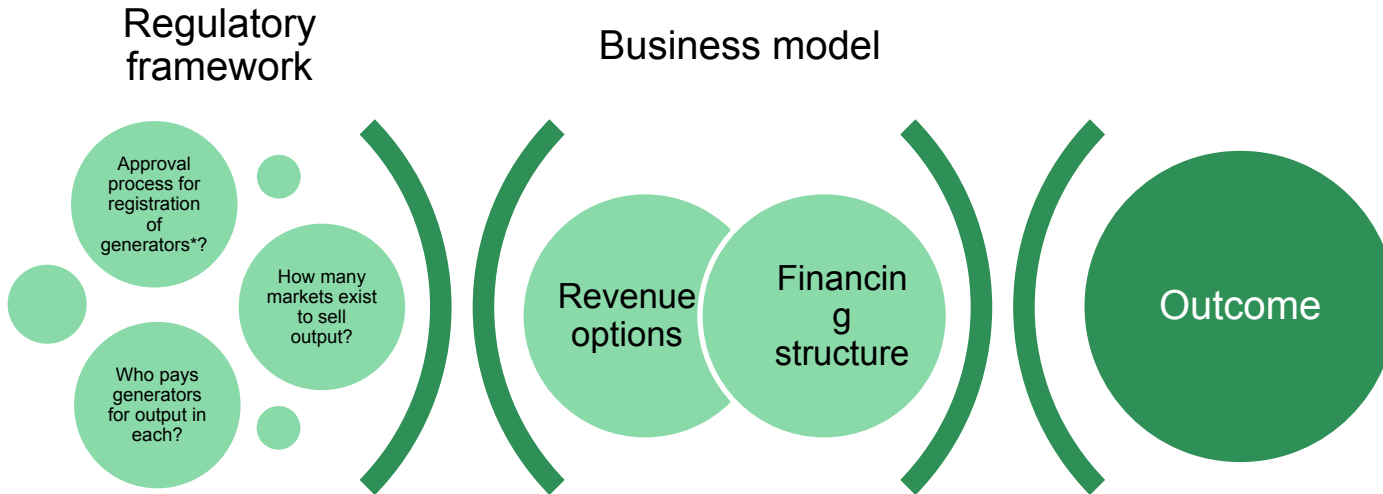 Regulatory
framework
Business model
Approval
process for
registration
of
generators*?
How many
markets exist
to sell
output?
Who pays
generators
for output in
each?
Revenue
options
Financin
g
structure
Outcome